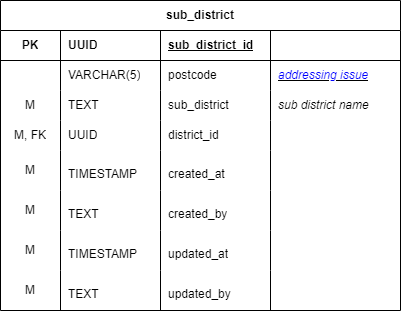 sub_district
PK UUID sub_district_id
VARCHAR(5) postcode addressing issue
M TEXT sub_district sub district name
M, FK UUID district_id
M TIMESTAMP created_at
M TEXT created_by
M TIMESTAMP updated_at
M TEXT updated_by